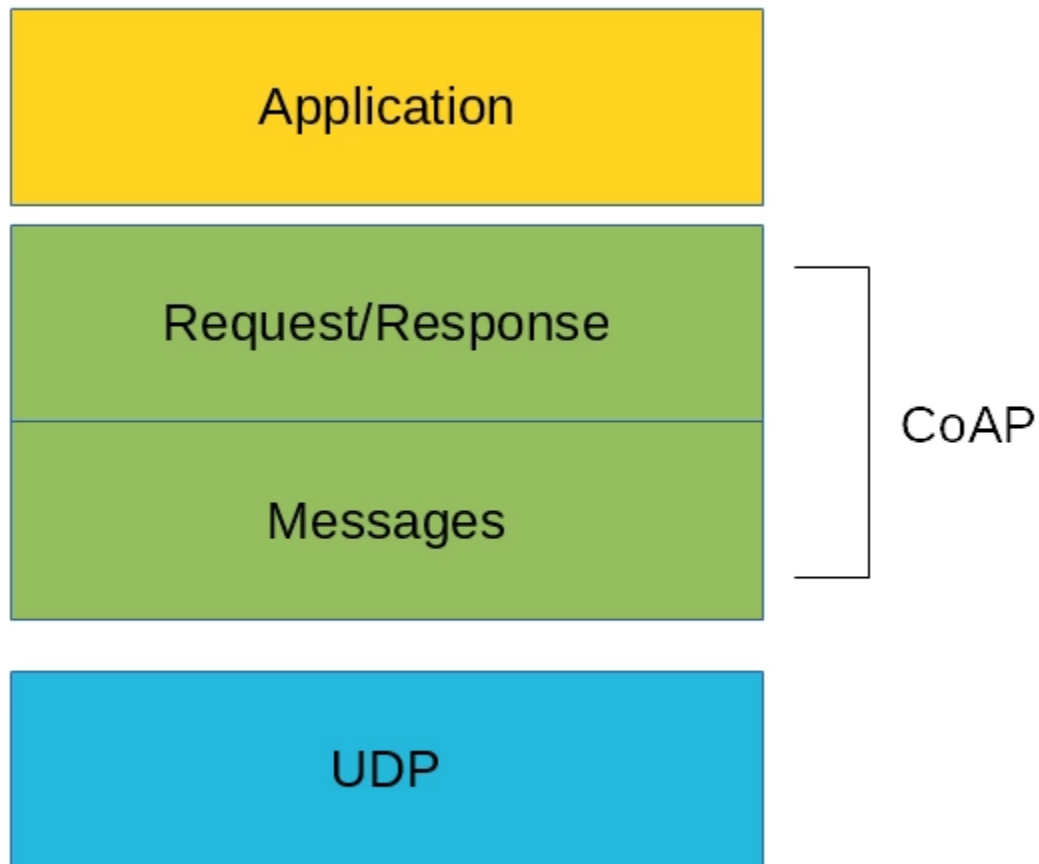 Application
Request/Response
CoAP
Messages
UDP